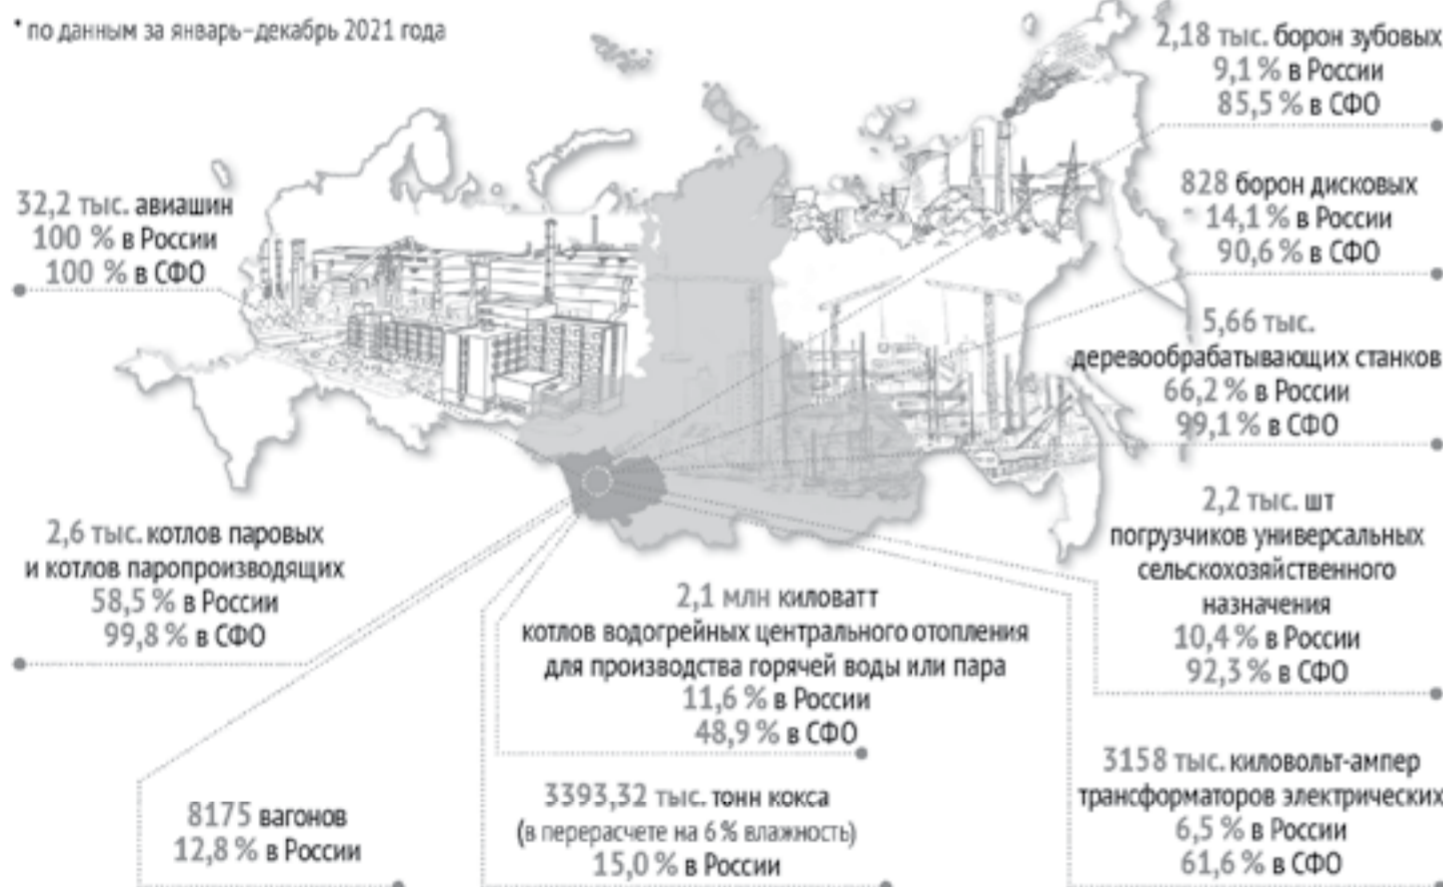 * по данным за январь–декабрь 2021 года
2,18 тыс. борон зубовых
9,1 % в России
85,5 % в СФО
828 борон дисковых
14,1 % в России
90,6 % в СФО
32,2 тыс. авиашин
100 % в России
100 % в СФО
5,66 тыс.
деревообрабатывающих станков
66,2 % в России
99,1 % в СФО
2,2 тыс. шт
погрузчиков универсальных
сельскохозяйственного
назначения
10,4 % в России
92,3 % в СФО
2,6 тыс. котлов паровых
и котлов паропроизводящих
58,5 % в России
99,8 % в СФО
2,1 млн киловатт
котлов водогрейных центрального отопления
для производства горячей воды или пара
11,6 % в России
48,9 % в СФО
3158 тыс. киловольт-ампер
трансформаторов электрических
6,5 % в России
61,6 % в СФО
8175 вагонов
12,8 % в России
3393,32 тыс. тонн кокса
(в перерасчете на 6 % влажность)
15,0 % в России